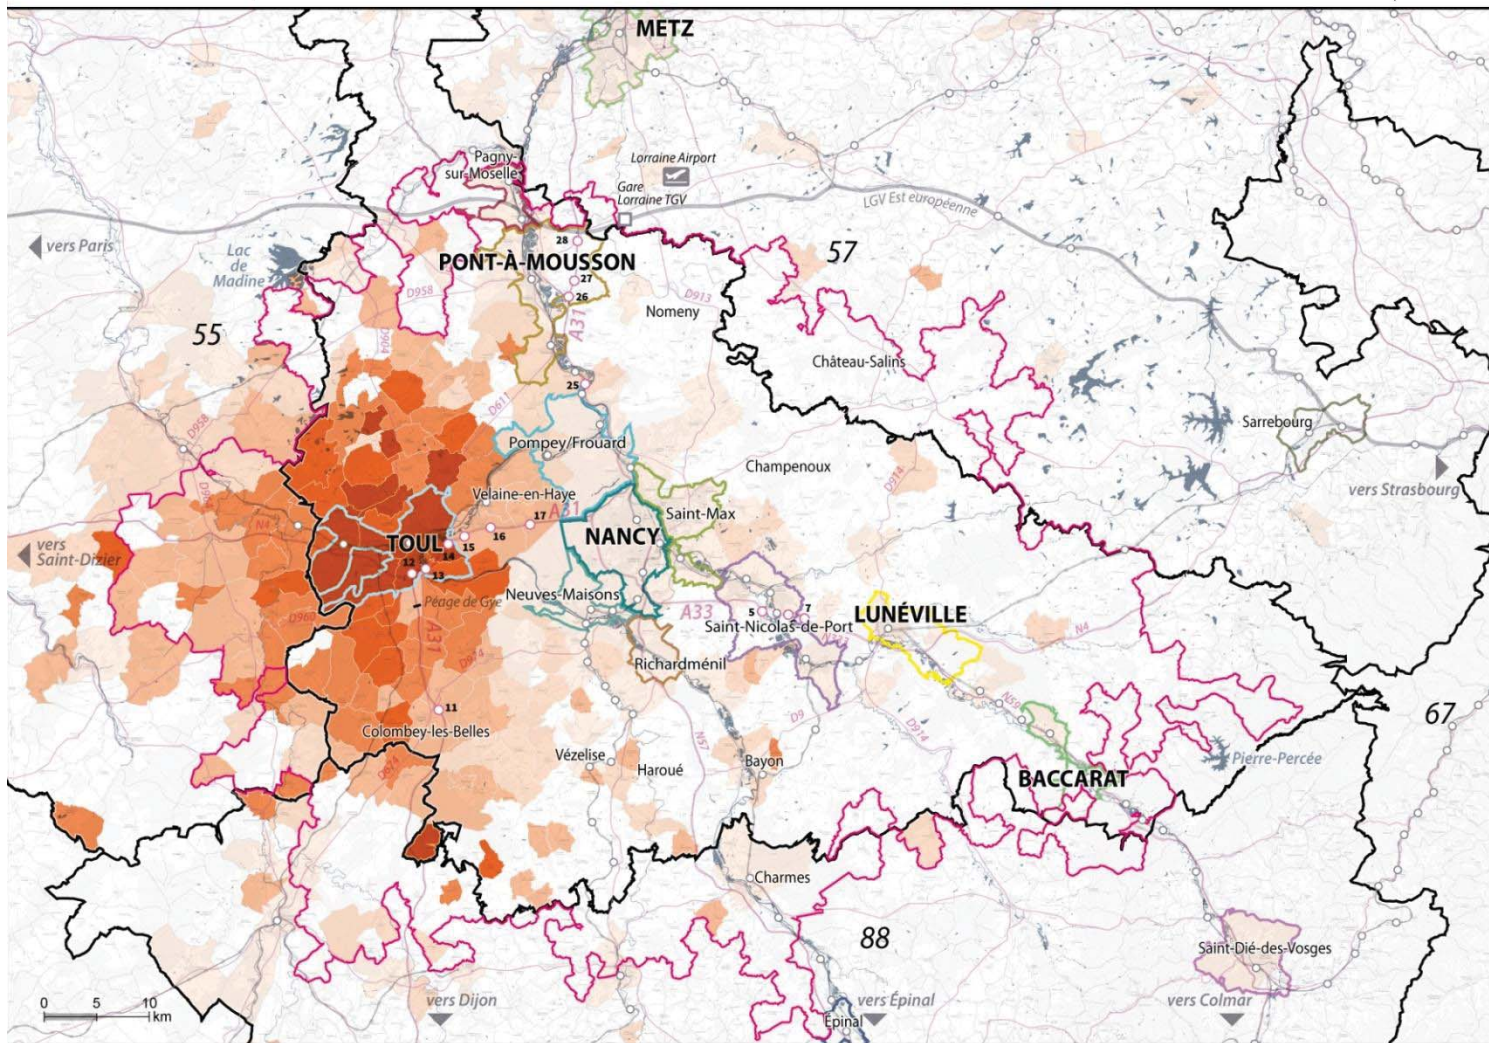 METZ
Pagny-
sur-Moselle
Lorraine Airport
Gare
Lorraine TGV
LGV Est européenne
vers Paris
Lac
de
Madine
28
PONT-À-MOUSSON
57
27
26
D958
D913
Nomeny
A31
55
D904
Château-Salins
25
D611
D958
Sarrebourg
Pompey/Frouard
Champenoux
D914
vers Strasbourg
D964
Velaine-en-Haye
Saint-Max
N4
17
A31
16
15
TOUL
14
NANCY
vers
Saint-Dizier
12
13
Péage de Gye
Neuves-Maisons
A33
5
7
LUNÉVILLE
D960
Saint-Nicolas-de-Port
N333
N4
A31
D974
Richardménil
11
N59
D9
67
Colombey-les-Belles
N57
D914
Vézelise
Haroué
Bayon
Pierre-Percée
D674
BACCARAT
Charmes
88
Saint-Dié-des-Vosges
0
5
10
km
vers Dijon
vers Épinal
vers Colmar
Épinal